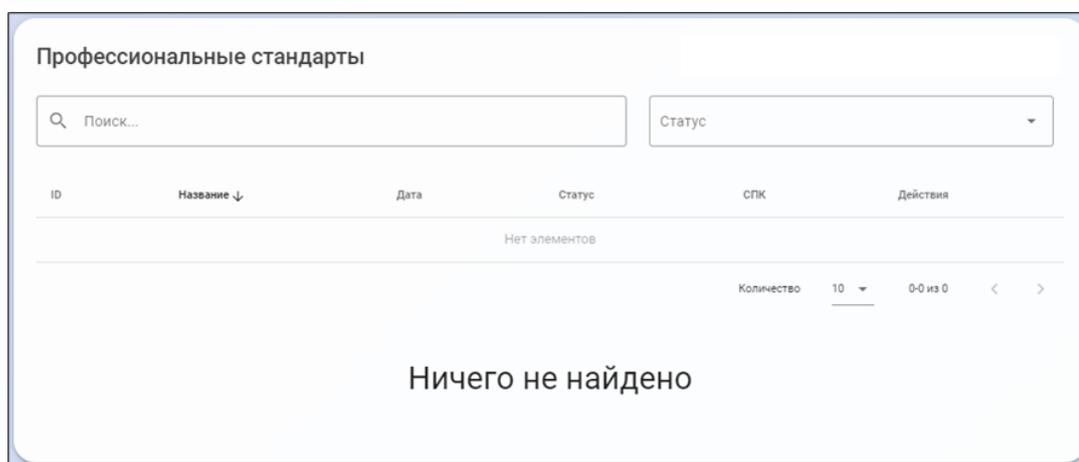 Профессиональные стандарты
Поиск...
Статус
ID Название ↓ Дата Статус СПК Действия
Нет элементов
Количество 10 0-0 из 0
Ничего не найдено